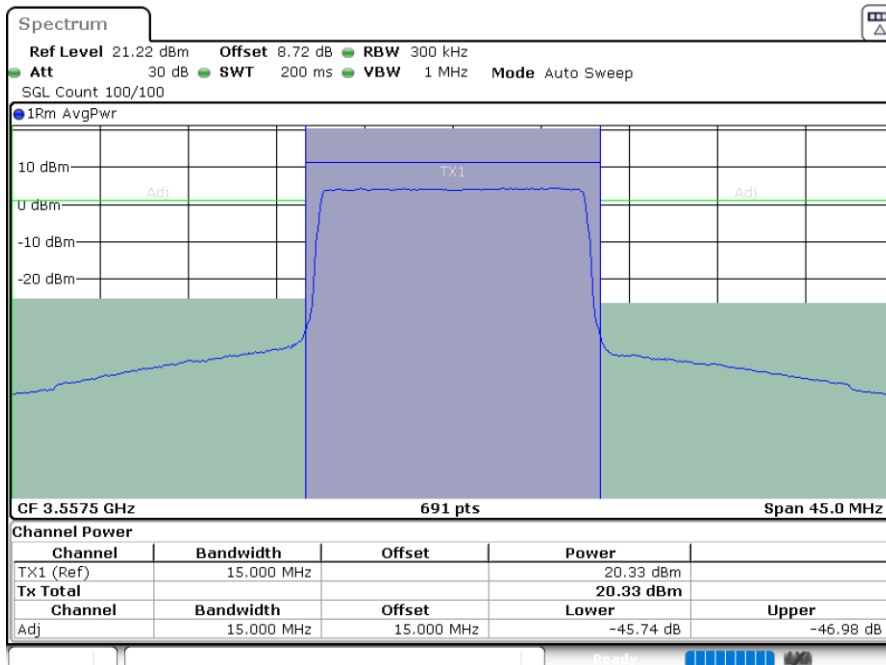 Spectrum
Ref Level 21.22 dBm Offset 8.72 dB RBW 300 kHz
Att 30 dB SWT 200 ms VBW 1 MHz Mode Auto Sweep
SGL Count 100/100
1Rm AvgPwr
10 dBm
TX1
Adj Adj
0 dBm
-10 dBm
-20 dBm
CF 3.5575 GHz 691 pts Span 45.0 MHz
Channel Power
Channel Bandwidth Offset Power
TX1 (Ref) 15.000 MHz 20.33 dBm
Tx Total 20.33 dBm
Channel Bandwidth Offset Lower Upper
Adj 15.000 MHz 15.000 MHz -45.74 dB -46.98 dB
Ready